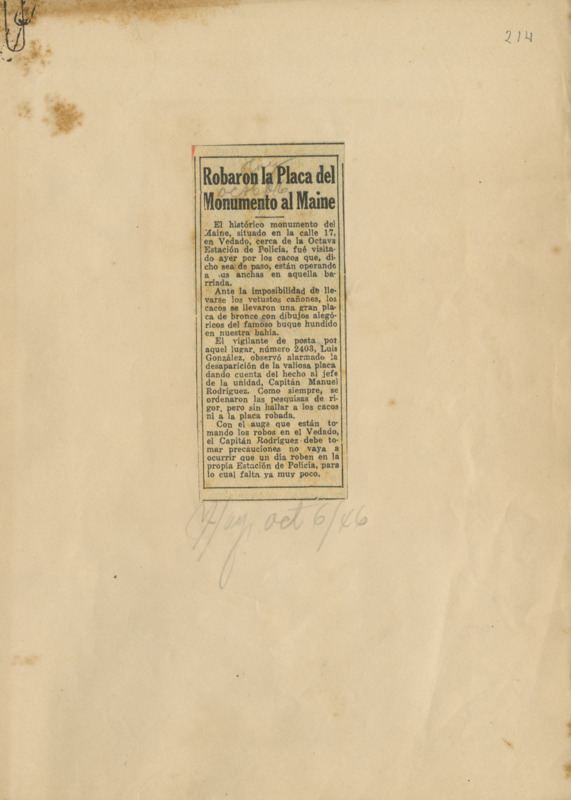 214
Robaron la Placa del
Monumento al Maine
El histórico monumento del
Maine, situado en la calle 17,
en Vedado, cerca de la Octava
Estación de Policía, fué visita-
do ayer por los cacos que, di-
cho sea de paso, están operando
a sus anchas en aquella ba-
rriada.
Ante la imposibilidad de lle-
varse los vetustos cañones, los
cacos se llevaron una gran pla-
ca de bronce con dibujos alegó-
ricos del famoso buque hundido
en nuestra bahía.
El vigilante de posta por
aquel lugar, número 2403, Luis
González, observó alarmado la
desaparición de la valiosa placa
dando cuenta del hecho al jefe
de la unidad, Capitán Manuel
Rodríguez. Como siempre, se
ordenaron las pesquisas de ri-
gor, pero sin hallar a los cacos
ni a la placa robada.
Con el auge que están to-
mando los robos en el Vedado,
el Capitán Rodríguez debe to-
mar precauciones no vaya a
ocurrir que un día roben en la
propia Estación de Policía, para
lo cual falta ya muy poco.
Hoy, oct 6/46